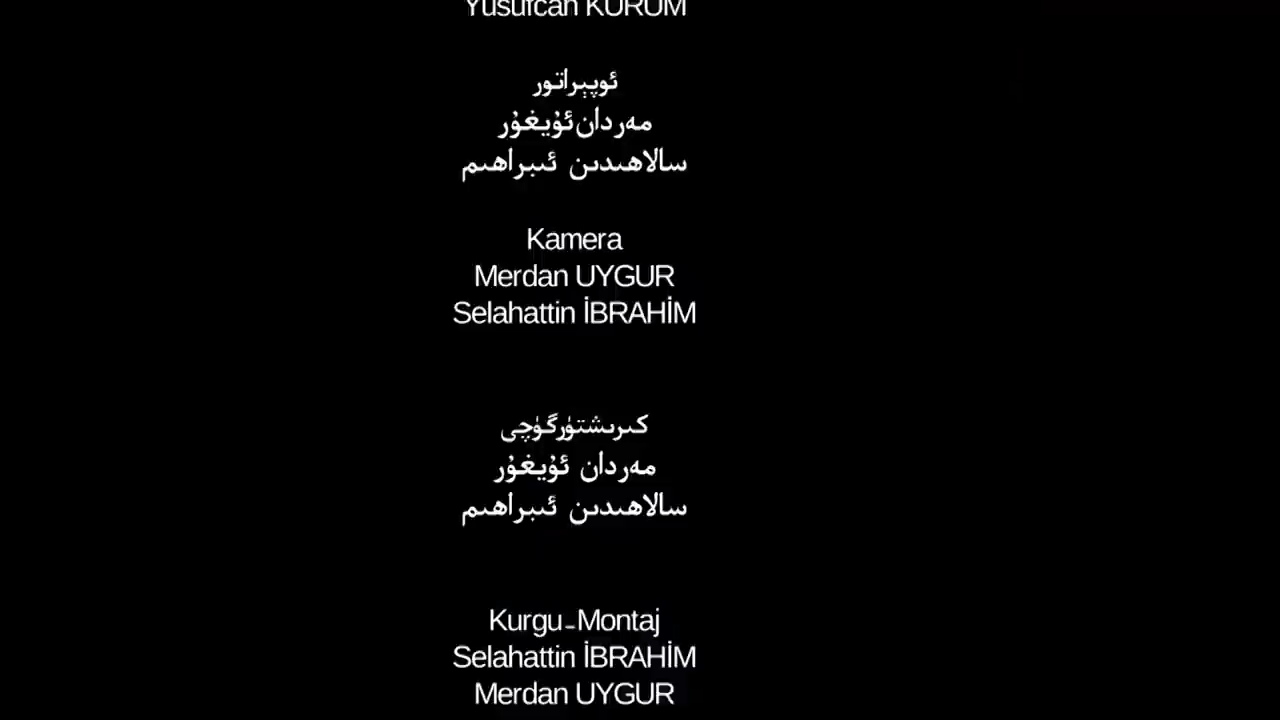 Yusufcan KURUM
ئوپېراتور
مەردان ئۇيغۇر
سالاھىدىن ئىبراھىم
Kamera
Merdan UYGUR
Selahattin İBRAHİM
كىرىشتۈرگۈچى
مەردان ئۇيغۇر
سالاھىدىن ئىبراھىم
Kurgu-Montaj
Selahattin İBRAHİM
Merdan UYGUR